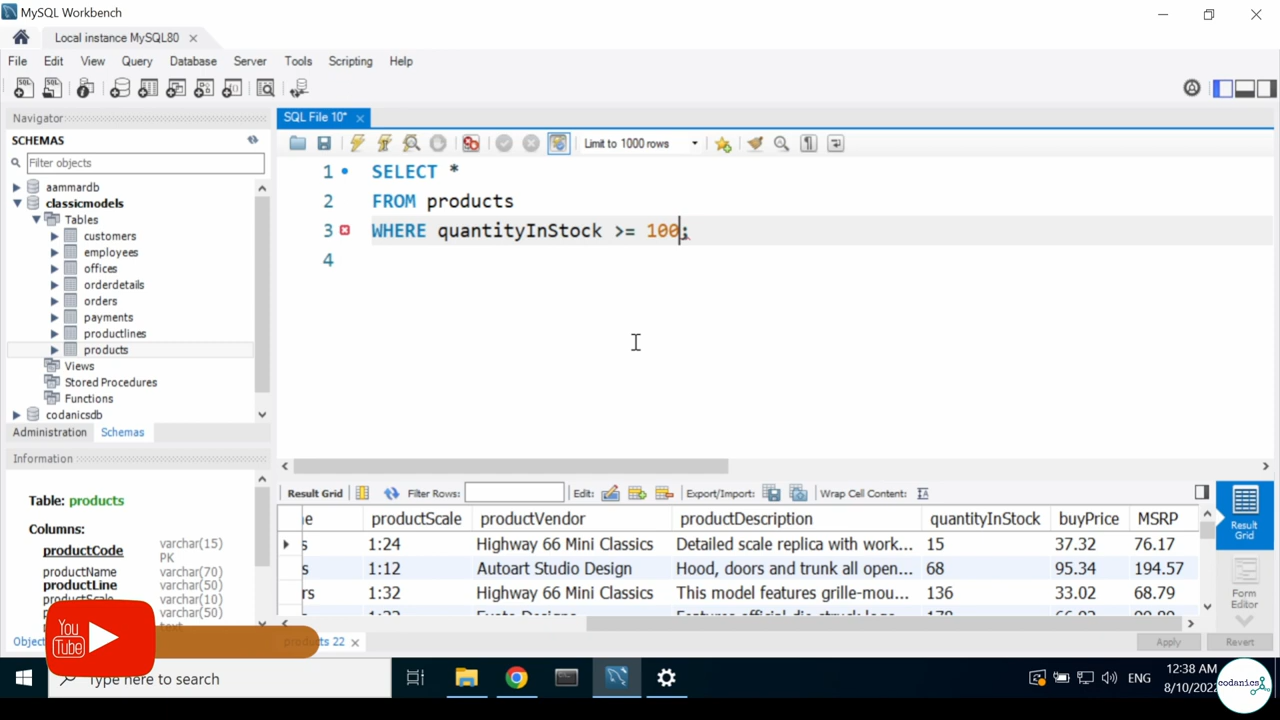 MySQL Workbench
Local instance MySQL80
File Edit View Query Database Server Tools Scripting Help
Navigator
SCHEMAS
Filter objects
aammardb
classicmodels
Tables
customers
employees
offices
orderdetails
orders
payments
productlines
products
Views
Stored Procedures
Functions
codanicsdb
Administration Schemas
Information
Table: products
Columns:
productCode varchar(15)
PK
productName varchar(70)
productLine varchar(50)
varchar(10)
varchar(50)
SQL File 10*
Limit to 1000 rows
1 SELECT *
2 FROM products
3 WHERE quantityInStock >= 100;
4
Result Grid Filter Rows: Edit: Export/Import: Wrap Cell Content:
productScale productVendor productDescription quantityInStock buyPrice MSRP
1:24 Highway 66 Mini Classics Detailed scale replica with work... 15 37.32 76.17
1:12 Autoart Studio Design Hood, doors and trunk all open... 68 95.34 194.57
1:32 Highway 66 Mini Classics This model features grille-mou... 136 33.02 68.79
Result
Grid
Form
Editor
22
Apply Revert
You
Tube
Type here to search
ENG
12:38 AM
8/10/2022
codanics